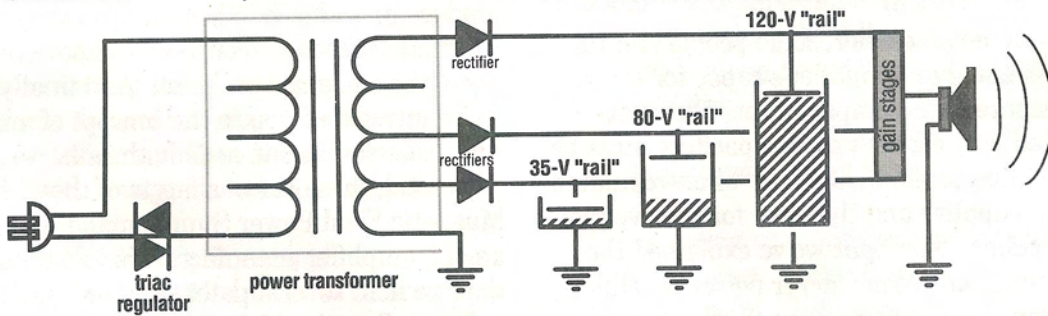 120-V "rail"
rectifier
80-V "rail"
rectifiers
35-V "rail"
gain stages
triac
regulator
power transformer